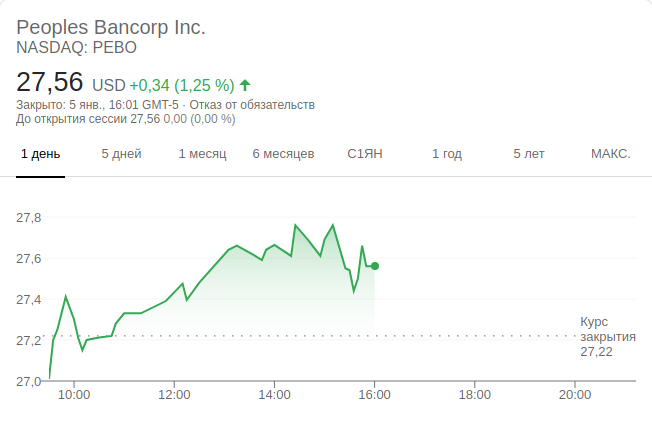 Peoples Bancorp Inc.
NASDAQ: PEBO
27,56 USD +0,34 (1,25 %)
Закрыто: 5 янв., 16:01 GMT-5 · Отказ от обязательств
До открытия сессии 27,56 0,00 (0,00 %)
1 день 5 дней 1 месяц 6 месяцев С1ЯН 1 год 5 лет МАКС.
27,8
27,6
27,4
Курс
закрытия
27,22
27,2
27,0
10:00 12:00 14:00 16:00 18:00 20:00